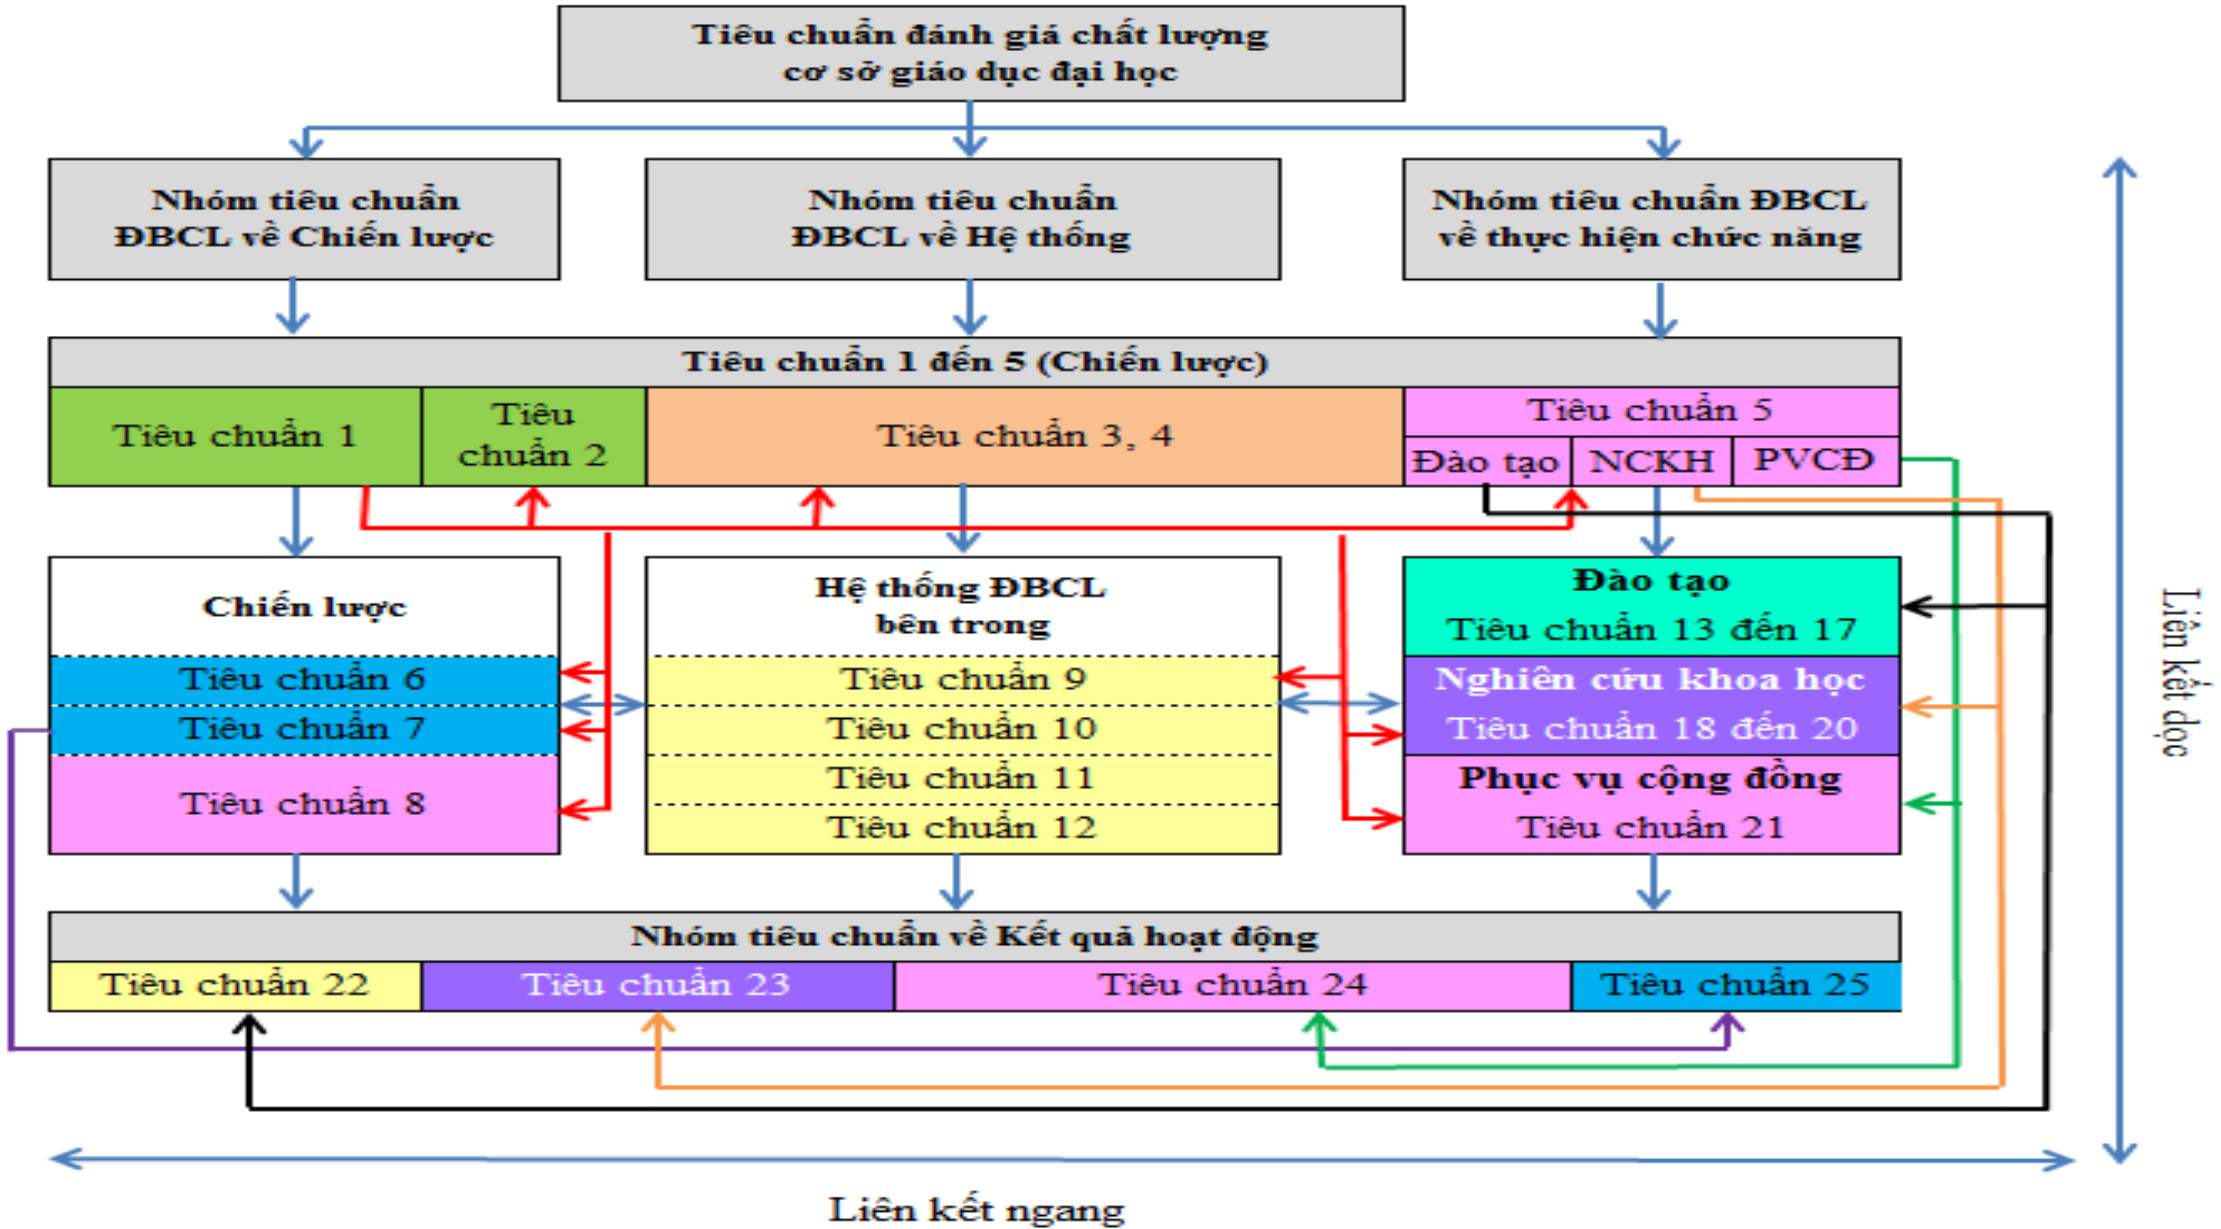 Tiêu chuẩn đánh giá chất lượng
cơ sở giáo dục đại học
Nhóm tiêu chuẩn
ĐBCL về Chiến lược
Nhóm tiêu chuẩn
ĐBCL về Hệ thống
Nhóm tiêu chuẩn ĐBCL
về thực hiện chức năng
Tiêu chuẩn 1 đến 5 (Chiến lược)
Tiêu chuẩn 1
Tiêu
chuẩn 2
Tiêu chuẩn 3, 4
Tiêu chuẩn 5
Đào tạo
NCKH
PVCĐ
Chiến lược
Tiêu chuẩn 6
Tiêu chuẩn 7
Tiêu chuẩn 8
Hệ thống ĐBCL
bên trong
Tiêu chuẩn 9
Tiêu chuẩn 10
Tiêu chuẩn 11
Tiêu chuẩn 12
Đào tạo
Tiêu chuẩn 13 đến 17
Nghiên cứu khoa học
Tiêu chuẩn 18 đến 20
Phục vụ cộng đồng
Tiêu chuẩn 21
Nhóm tiêu chuẩn về Kết quả hoạt động
Tiêu chuẩn 22
Tiêu chuẩn 23
Tiêu chuẩn 24
Tiêu chuẩn 25
Liên kết dọc
Liên kết ngang